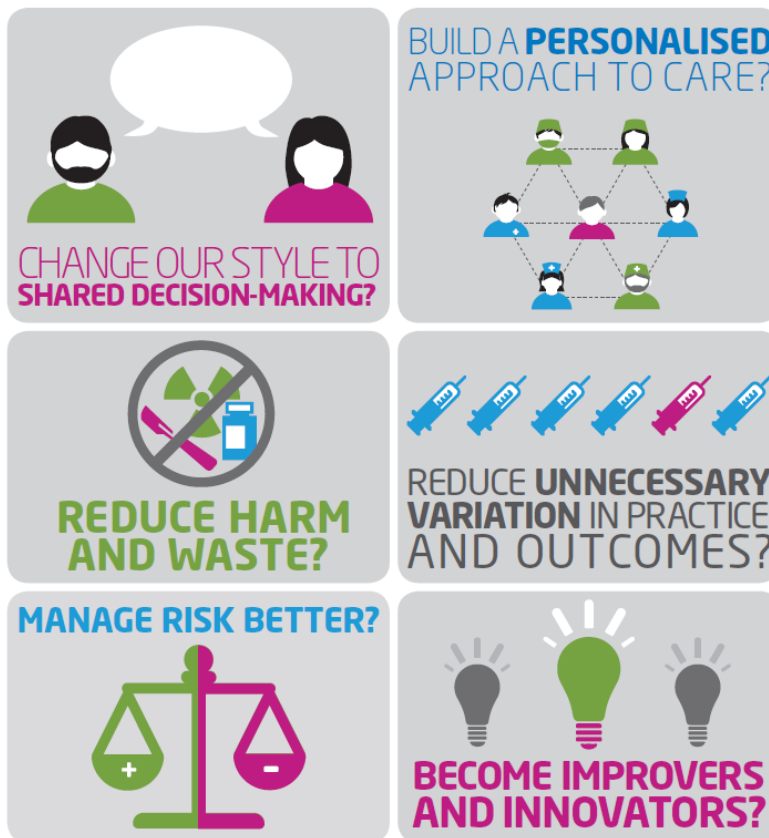 CHANGE OUR STYLE TO
SHARED DECISION-MAKING?
BUILD A PERSONALISED
APPROACH TO CARE?
REDUCE HARM
AND WASTE?
REDUCE UNNECESSARY
VARIATION IN PRACTICE
AND OUTCOMES?
MANAGE RISK BETTER?
+
-
BECOME IMPROVERS
AND INNOVATORS?